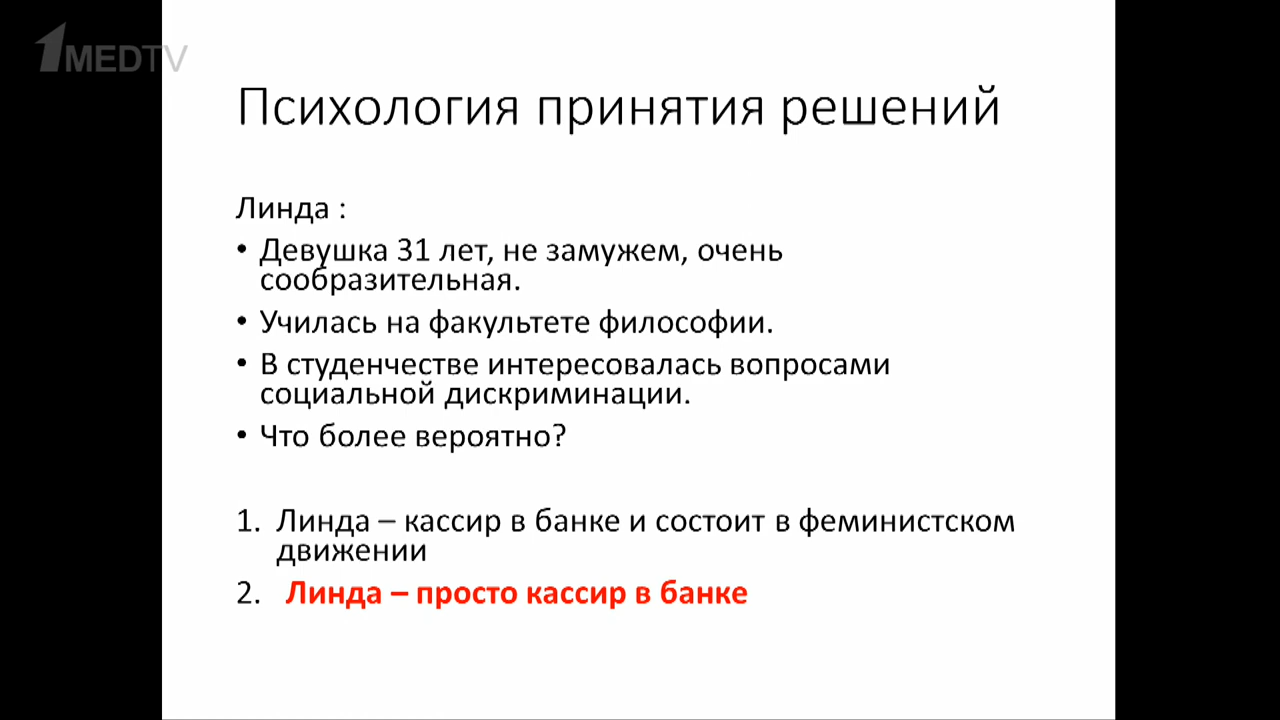 1MEDTV
Психология принятия решений
Линда :
• Девушка 31 лет, не замужем, очень
сообразительная.
• Училась на факультете философии.
• В студенчестве интересовалась вопросами
социальной дискриминации.
• Что более вероятно?
1. Линда – кассир в банке и состоит в феминистском
движении
2. Линда – просто кассир в банке